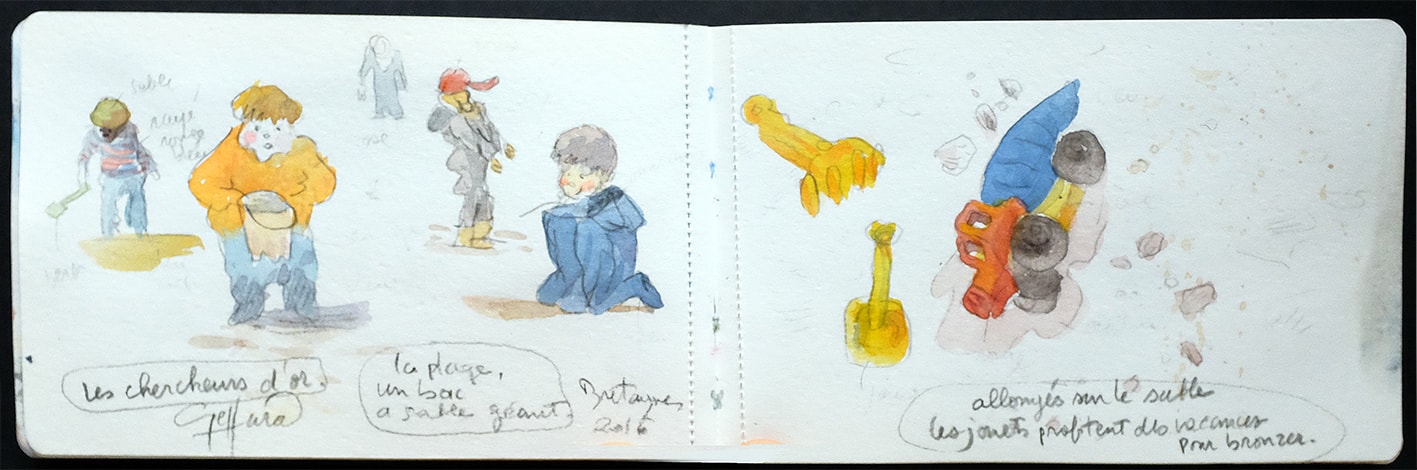 sable
rayé
rouge
les chercheurs d'or.
Geffard
la plage,
un bac
a sable géant.
Bretagne
2016
allongés sur le sable
les jouets profitent des vacances
pour bronzer.